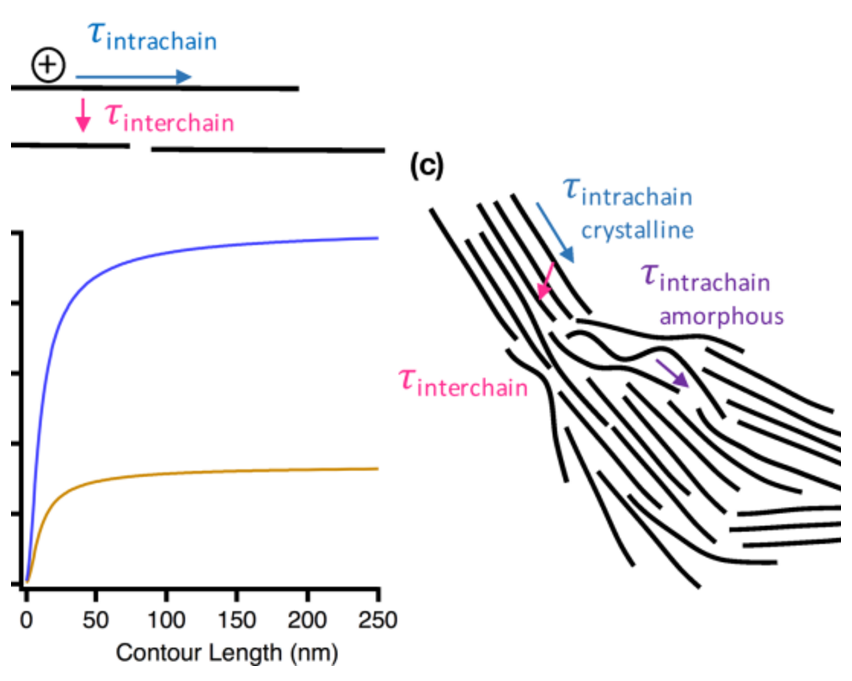 τintrachain
+
τinterchain
(c)
τintrachain
crystalline
τintrachain
amorphous
τinterchain
0 50 100 150 200 250
Contour Length (nm)